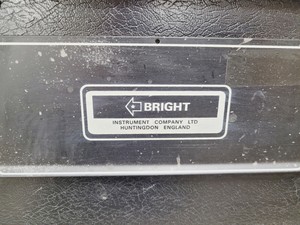 BRIGHT
INSTRUMENT COMPANY LTD
HUNTINGDON ENGLAND